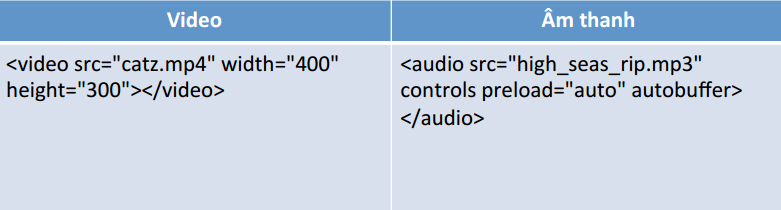 Video
Âm thanh
<video src="catz.mp4" width="400"
height="300"></video>
<audio src="high_seas_rip.mp3"
controls preload="auto" autobuffer>
</audio>